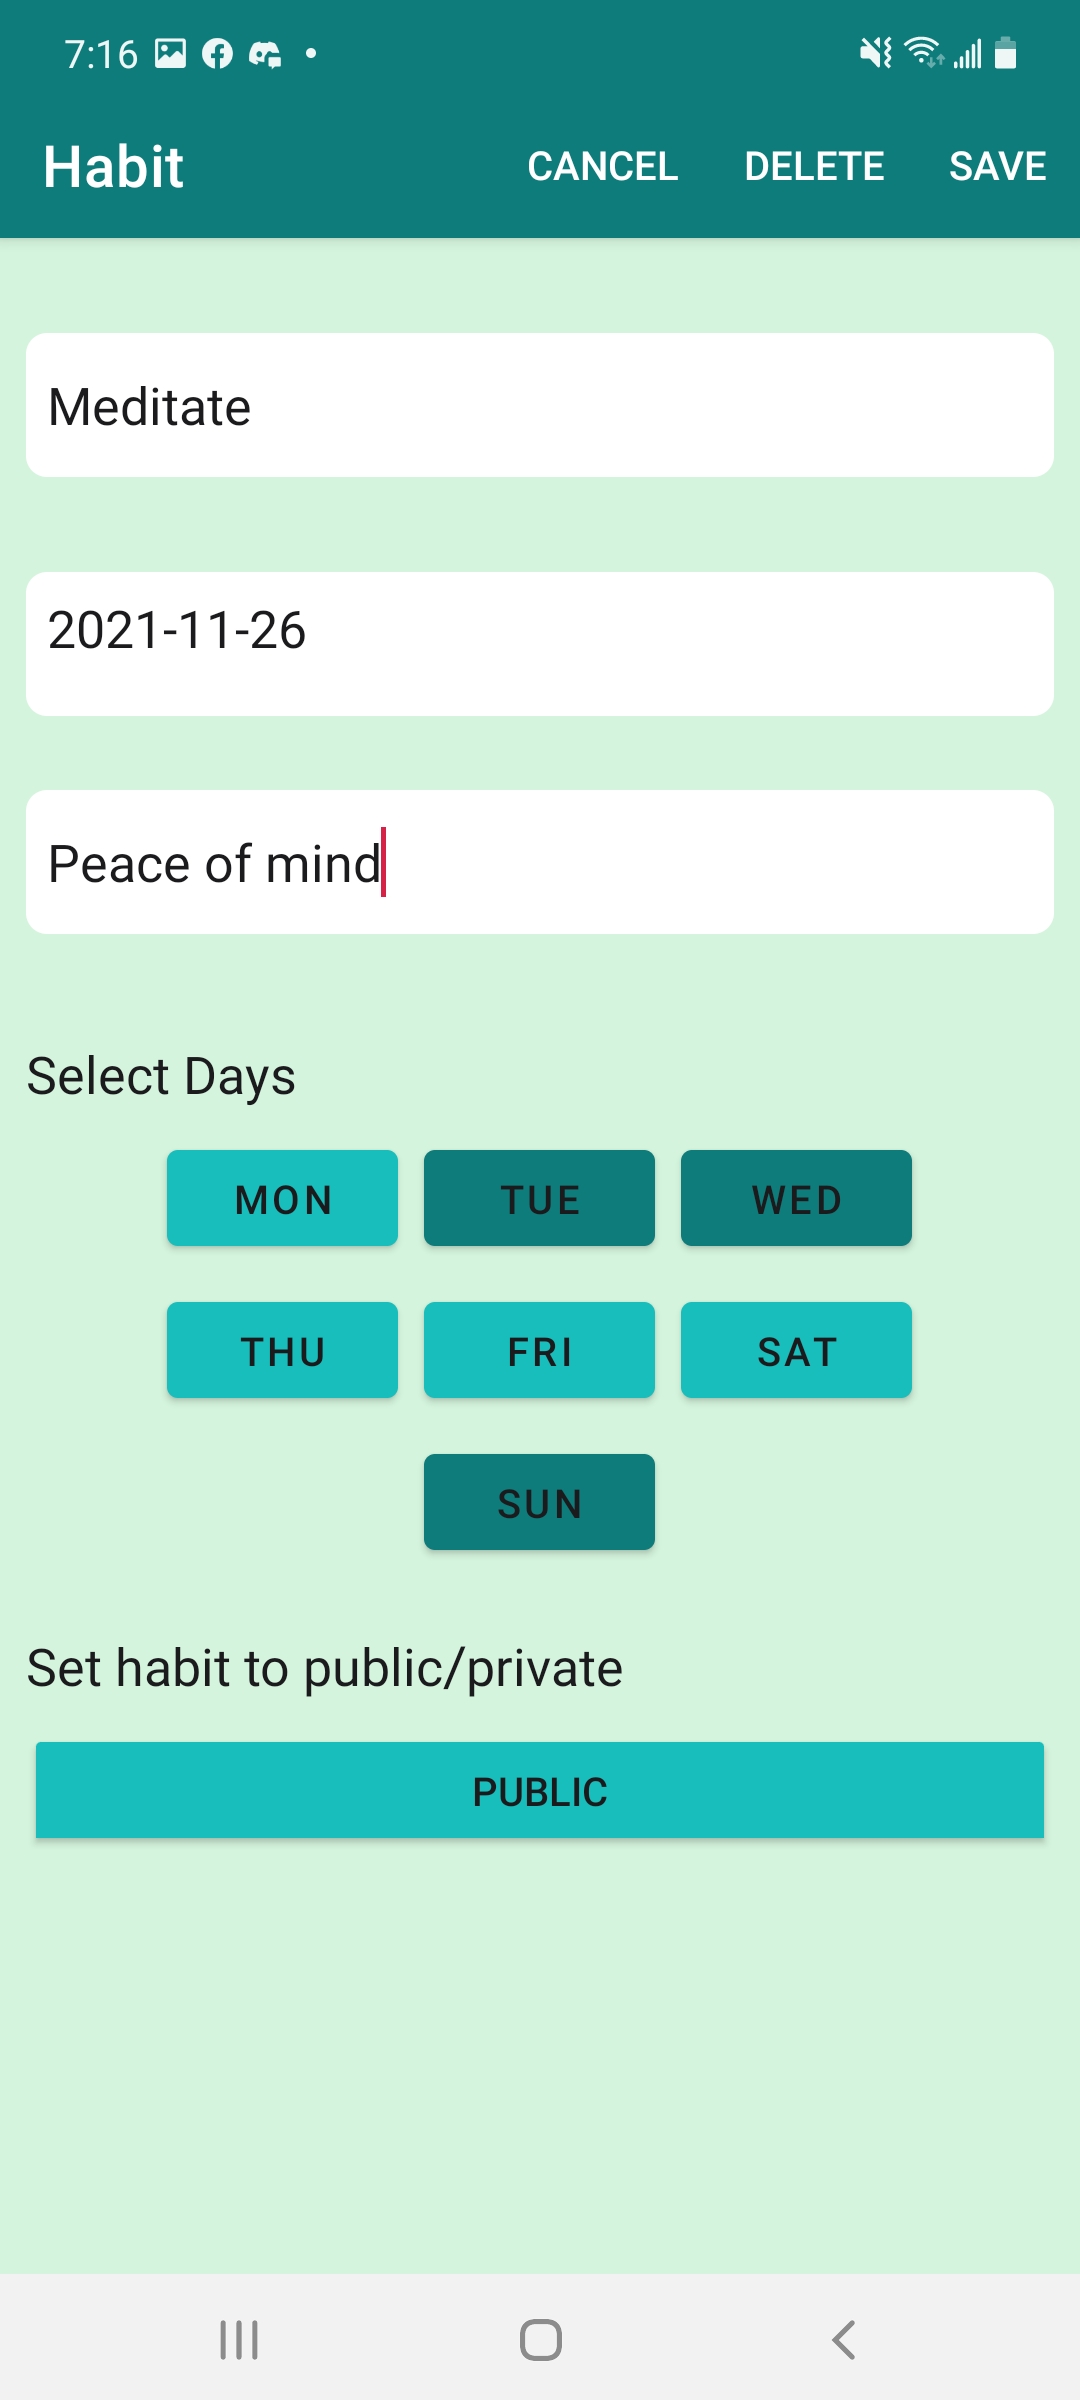 7:16
Habit CANCEL DELETE SAVE
Meditate
2021-11-26
Peace of mind
Select Days
MON TUE WED
THU FRI SAT
SUN
Set habit to public/private
PUBLIC